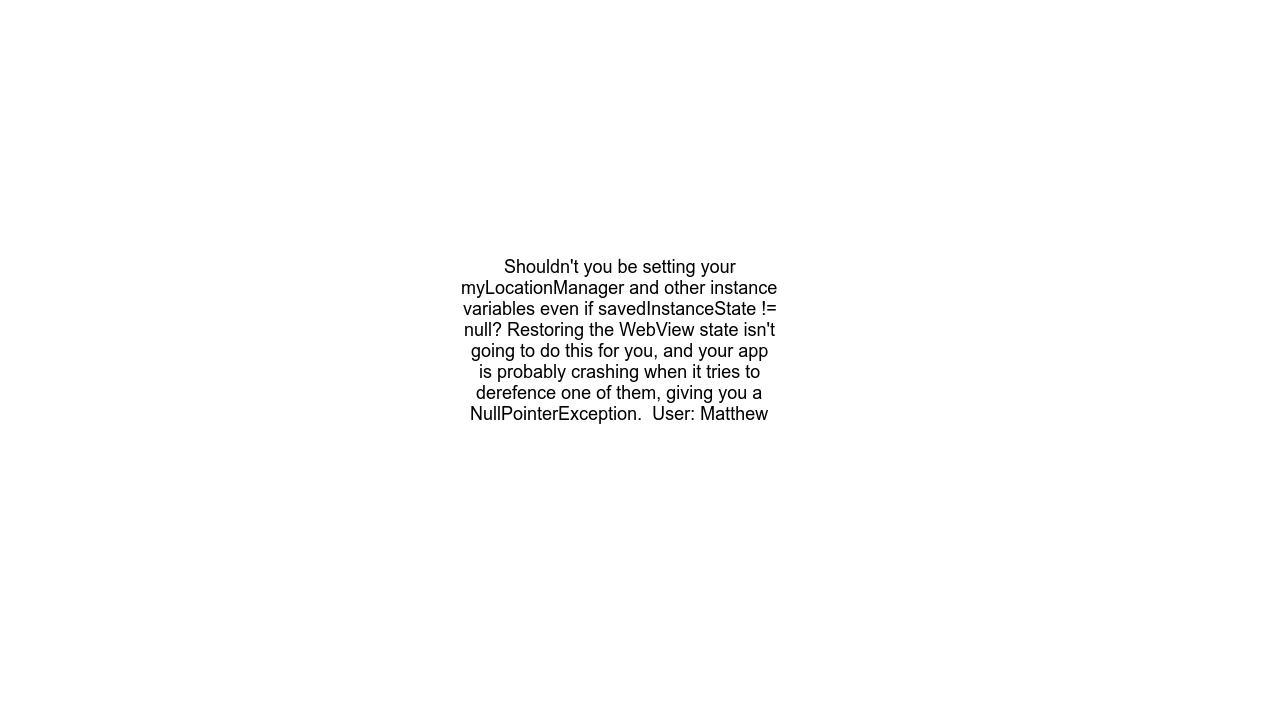 Shouldn't you be setting your
myLocationManager and other instance
variables even if savedInstanceState !=
null? Restoring the WebView state isn't
going to do this for you, and your app
is probably crashing when it tries to
derefence one of them, giving you a
NullPointerException.  User: Matthew